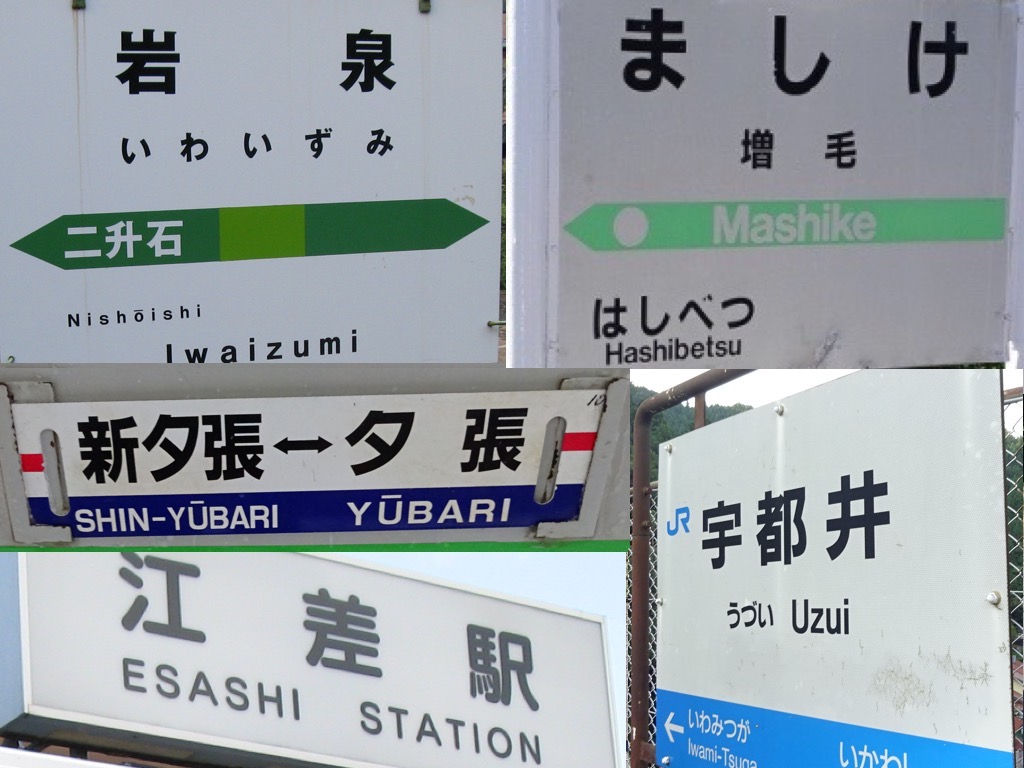 岩泉
いわいずみ
二升石
Nishōishi
Iwaizumi
ましけ
増毛
Mashike
はしべつ
Hashibetsu
新夕張↔夕張
SHIN-YŪBARI YŪBARI
10
江差駅
ESASHI STATION
JR 宇都井
うづい Uzui
← いわみつが
Iwami-Tsuga
いかわし